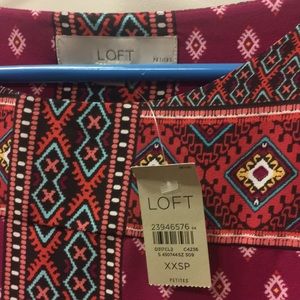 LOFT
PETITES
LOFT
23946576
XXSP
PETITES